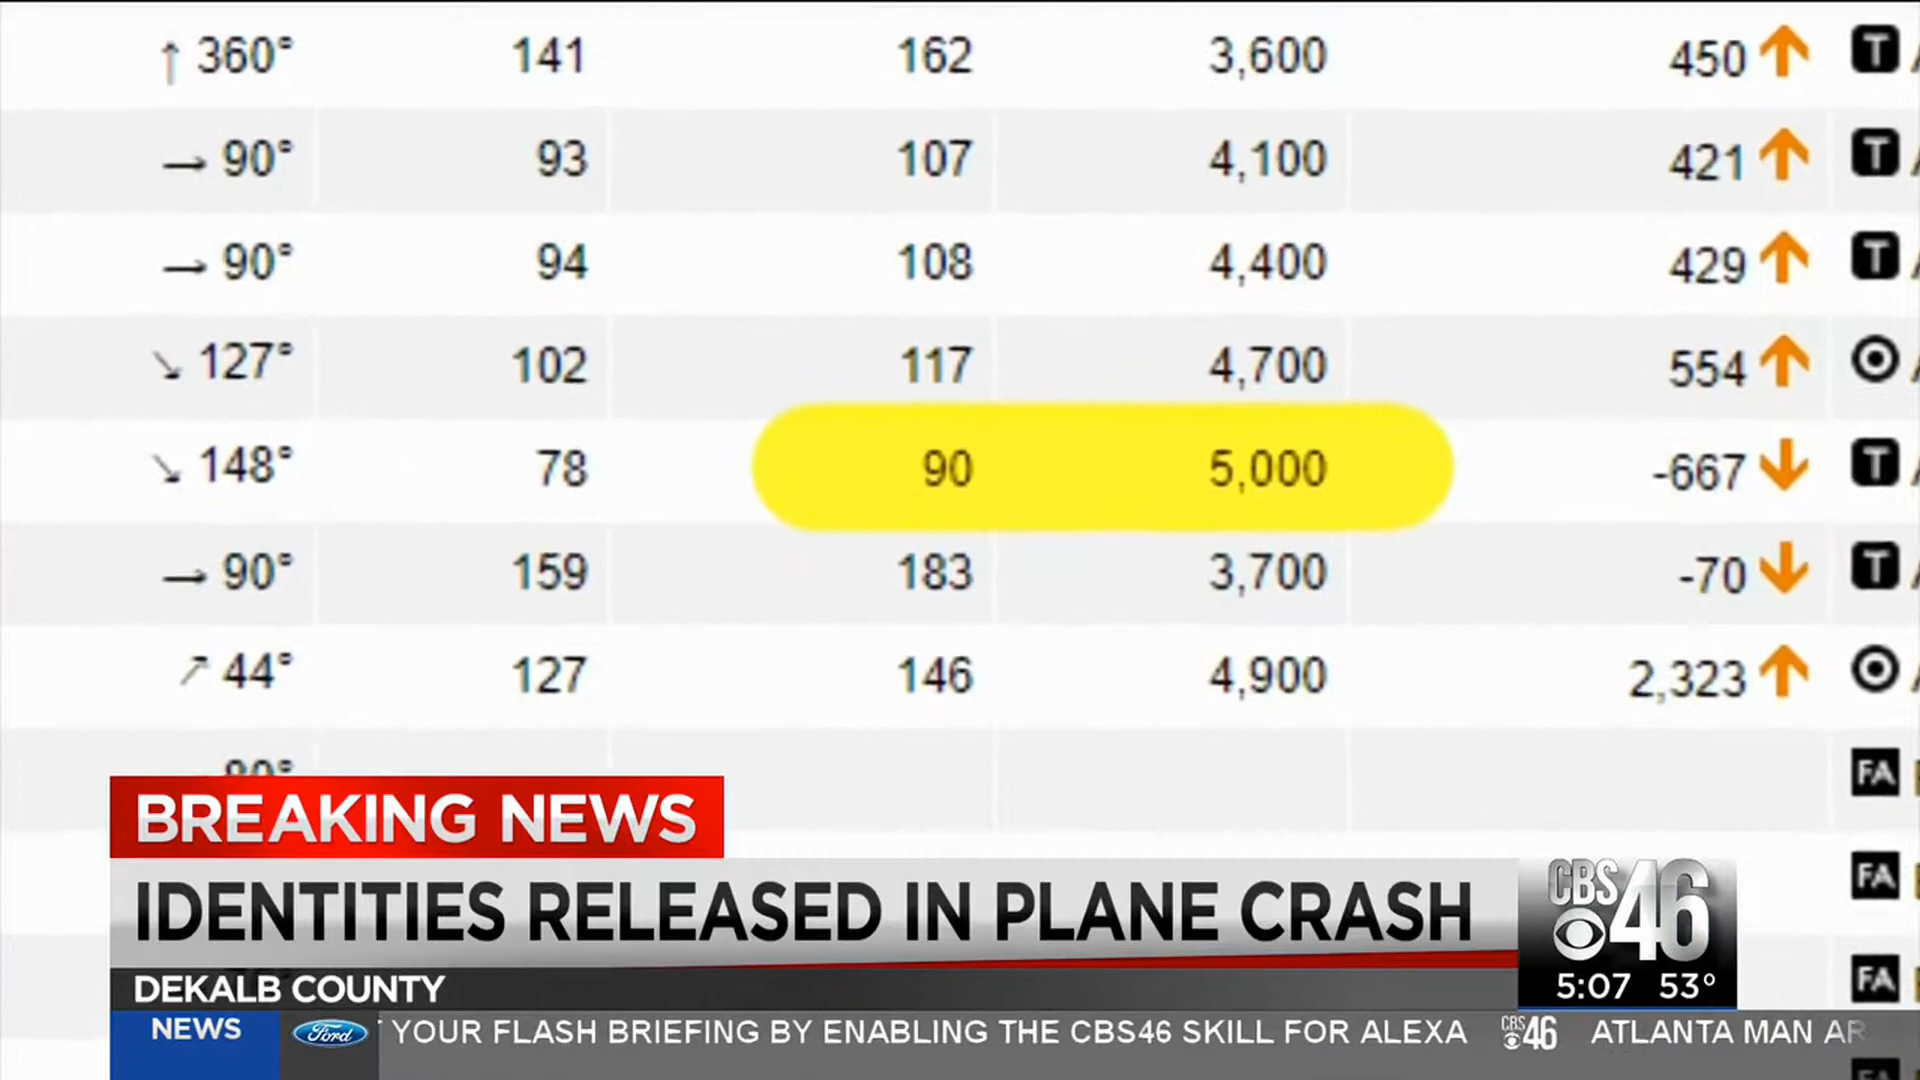 ↑ 360° 141 162 3,600 450 ↑ T
→ 90° 93 107 4,100 421 ↑ T
→ 90° 94 108 4,400 429 ↑ T
↘ 127° 102 117 4,700 554 ↑
↘ 148° 78 90 5,000 -667 ↓ T
→ 90° 159 183 3,700 -70 ↓ T
↗ 44° 127 146 4,900 2,323 ↑
FA
BREAKING NEWS
FA
IDENTITIES RELEASED IN PLANE CRASH
CBS 46
FA
DEKALB COUNTY
5:07 53°
NEWS Ford YOUR FLASH BRIEFING BY ENABLING THE CBS46 SKILL FOR ALEXA CBS 46 ATLANTA MAN AR